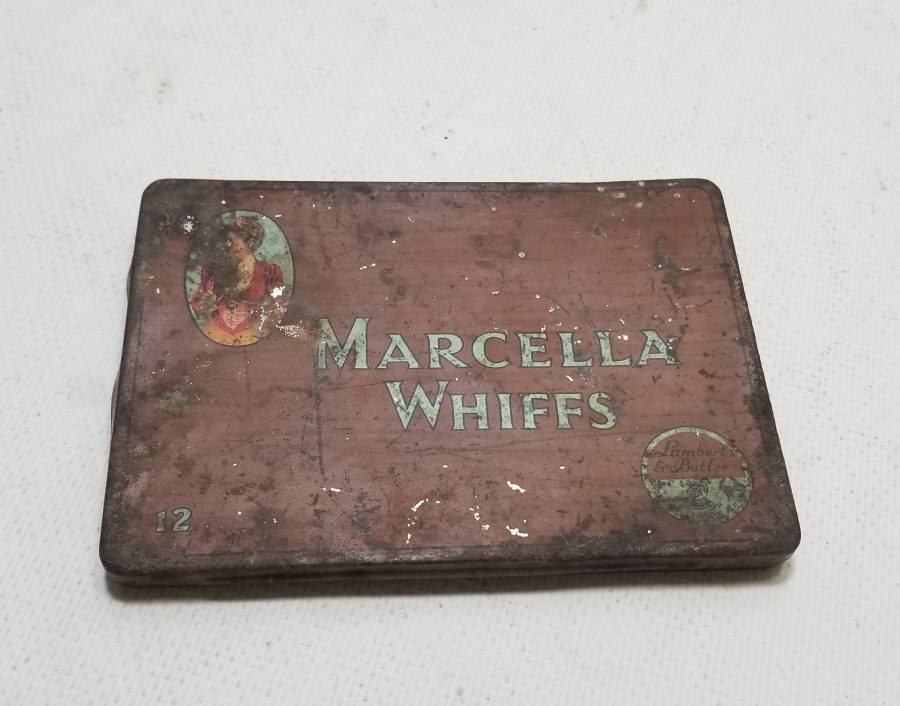 MARCELLA
WHIFFS
Lambert
& Butler
12